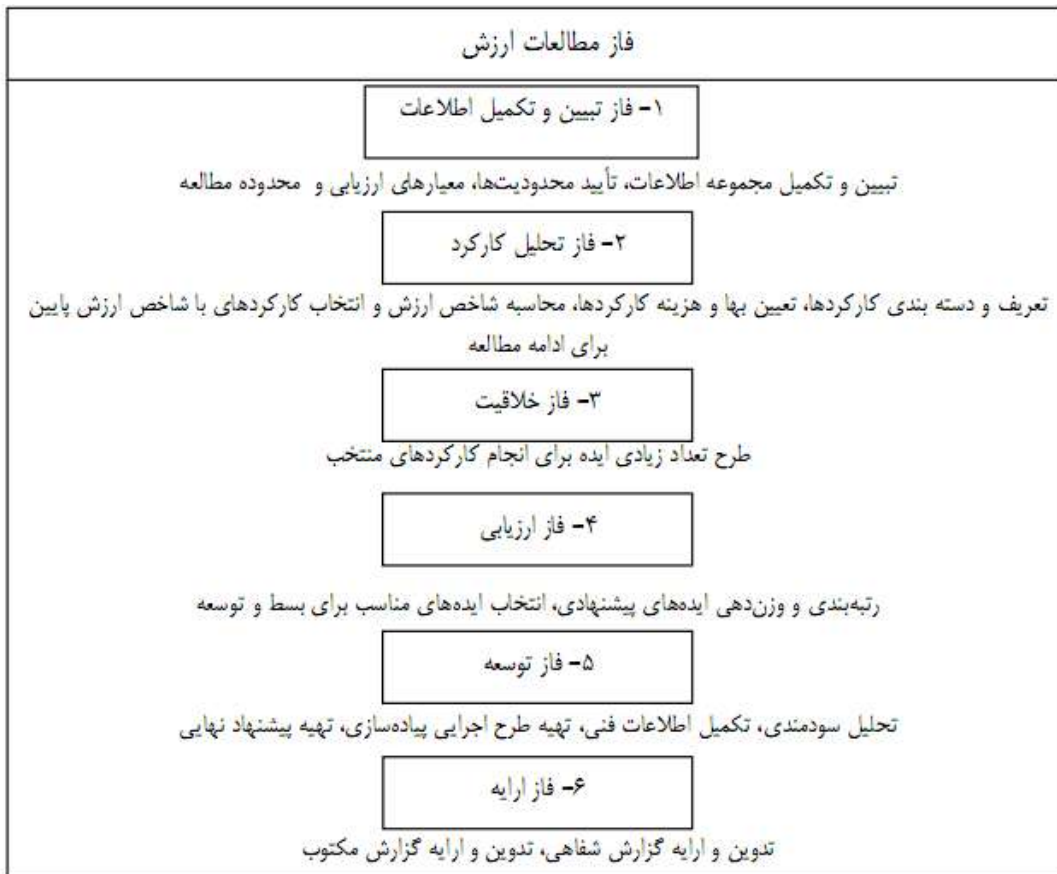 فاز مطالعات ارزش
۱- فاز تبیین و تکمیل اطلاعات
تبیین و تکمیل مجموعه اطلاعات، تأیید محدودیت‌ها، معیارهای ارزیابی و محدوده مطالعه
۲- فاز تحلیل کارکرد
تعریف و دسته بندی کارکردها، تعیین بها و هزینه کارکردها، محاسبه شاخص ارزش و انتخاب کارکردهای با شاخص ارزش پایین
برای ادامه مطالعه
۳- فاز خلاقیت
طرح تعداد زیادی ایده برای انجام کارکردهای منتخب
۴- فاز ارزیابی
رتبه‌بندی و وزن‌دهی ایده‌های پیشنهادی، انتخاب ایده‌های مناسب برای بسط و توسعه
۵- فاز توسعه
تحلیل سودمندی، تکمیل اطلاعات فنی، تهیه طرح اجرایی پیاده‌سازی، تهیه پیشنهاد نهایی
۶- فاز ارایه
تدوین و ارایه گزارش شفاهی، تدوین و ارایه گزارش مکتوب